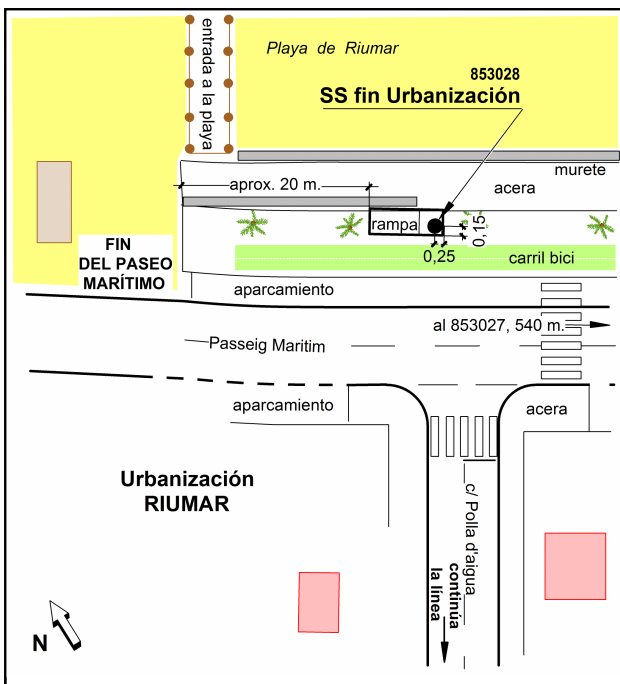 entrada a la playa
Playa de Riumar
853028
SS fin Urbanización
murete
aprox. 20 m.
acera
rampa
0,15
0,25
FIN
DEL PASEO
MARÍTIMO
carril bici
aparcamiento
al 853027, 540 m.
Passeig Maritim
aparcamiento
acera
Urbanización
RIUMAR
c/ Polla d'aigua
continúa
la línea
N